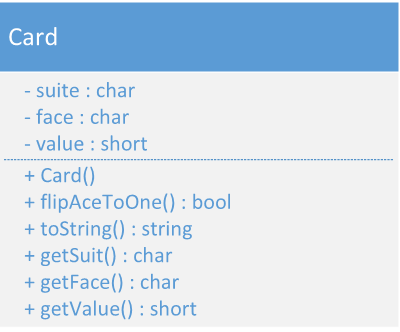 Card
- suite : char
- face : char
- value : short
+ Card()
+ flipAceToOne() : bool
+ toString() : string
+ getSuit() : char
+ getFace() : char
+ getValue() : short